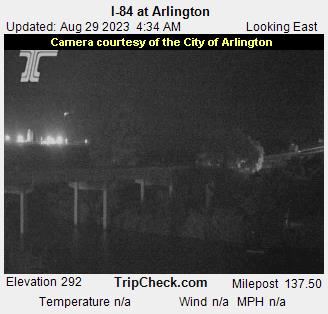 I-84 at Arlington
Updated: Aug 29 2023 4:34 AM Looking East
Camera courtesy of the City of Arlington
Elevation 292 TripCheck.com Milepost 137.50
Temperature n/a Wind n/a MPH n/a